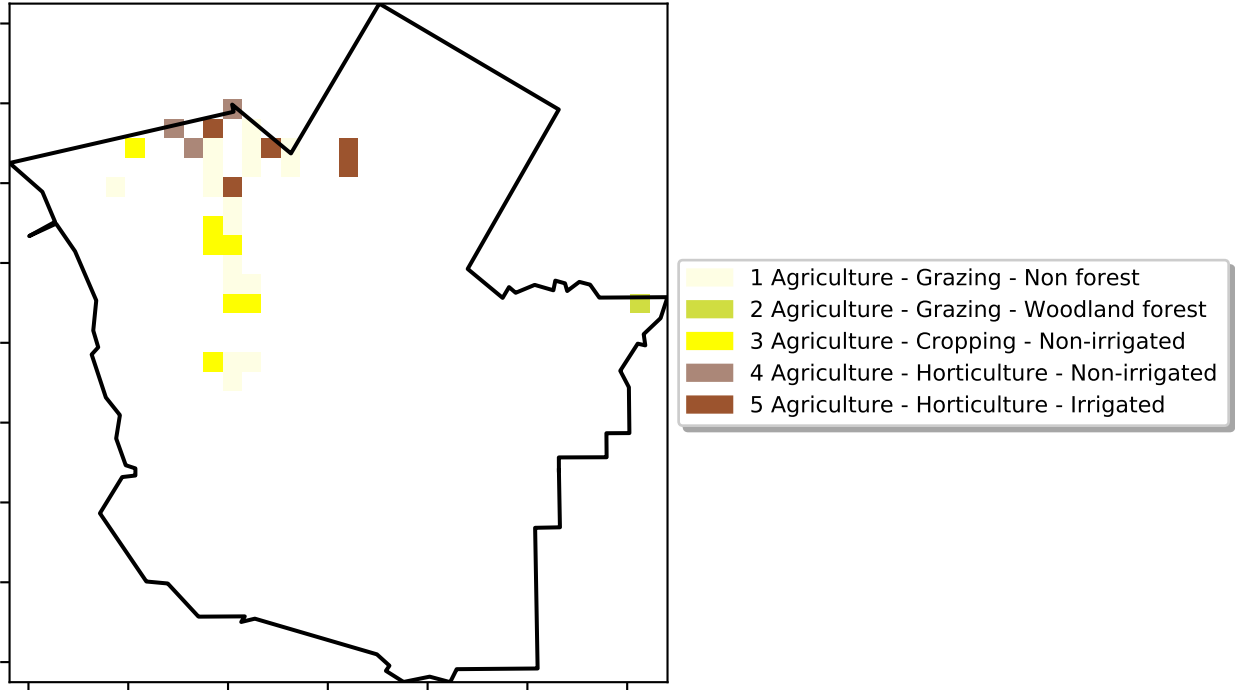 1 Agriculture - Grazing - Non forest
2 Agriculture - Grazing - Woodland forest
3 Agriculture - Cropping - Non-irrigated
4 Agriculture - Horticulture - Non-irrigated
5 Agriculture - Horticulture - Irrigated